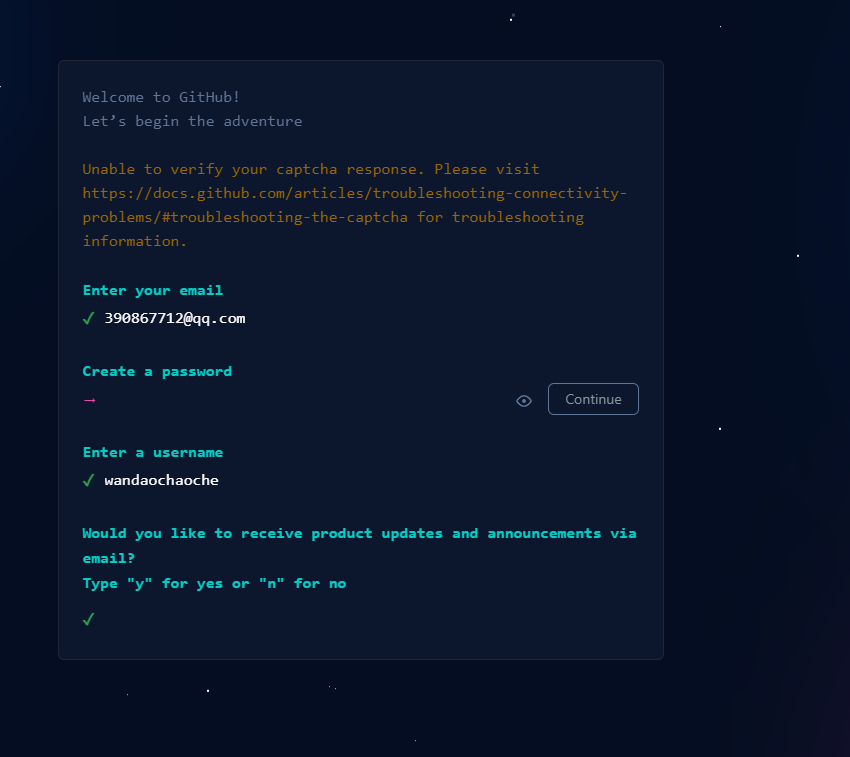 Welcome to GitHub!
Let’s begin the adventure
Unable to verify your captcha response. Please visit
https://docs.github.com/articles/troubleshooting-connectivity-
problems/#troubleshooting-the-captcha for troubleshooting
information.
Enter your email
✓ 390867712@qq.com
Create a password
→ Continue
Enter a username
✓ wandaochaoche
Would you like to receive product updates and announcements via
email?
Type "y" for yes or "n" for no
✓